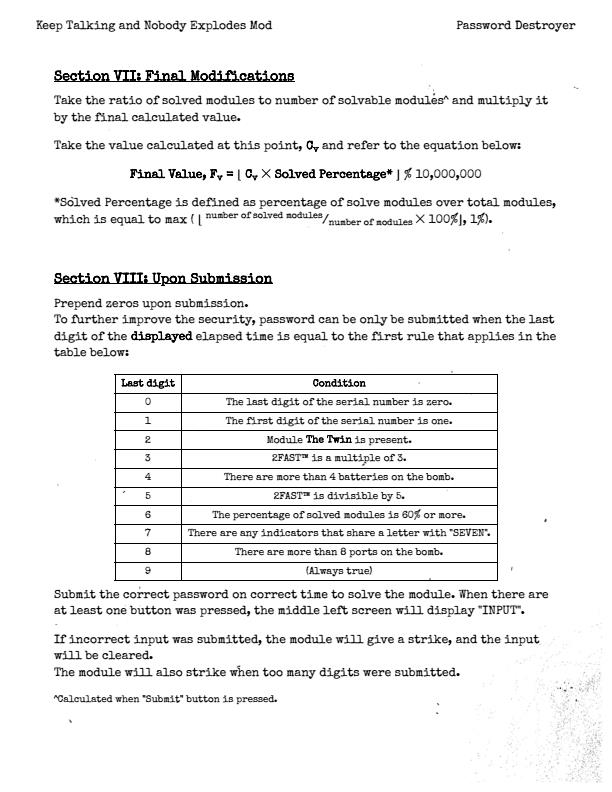 Keep Talking and Nobody Explodes Mod Password Destroyer
Section VII: Final Modifications
Take the ratio of solved modules to number of solvable modules^ and multiply it
by the final calculated value.
Take the value calculated at this point, Cᵥ and refer to the equation below:
Final Value, Fᵥ = ⌊ Cᵥ × Solved Percentage* ⌋ % 10,000,000
*Solved Percentage is defined as percentage of solve modules over total modules,
which is equal to max ( ⌊ number of solved modules/number of modules × 100%⌋, 1%).
Section VIII: Upon Submission
Prepend zeros upon submission.
To further improve the security, password can be only be submitted when the last
digit of the displayed elapsed time is equal to the first rule that applies in the
table below:
Last digit Condition
0 The last digit of the serial number is zero.
1 The first digit of the serial number is one.
2 Module The Twin is present.
3 2FAST™ is a multiple of 3.
4 There are more than 4 batteries on the bomb.
5 2FAST™ is divisible by 5.
6 The percentage of solved modules is 60% or more.
7 There are any indicators that share a letter with "SEVEN".
8 There are more than 8 ports on the bomb.
9 (Always true)
Submit the correct password on correct time to solve the module. When there are
at least one button was pressed, the middle left screen will display "INPUT".
If incorrect input was submitted, the module will give a strike, and the input
will be cleared.
The module will also strike when too many digits were submitted.
^Calculated when "Submit" button is pressed.